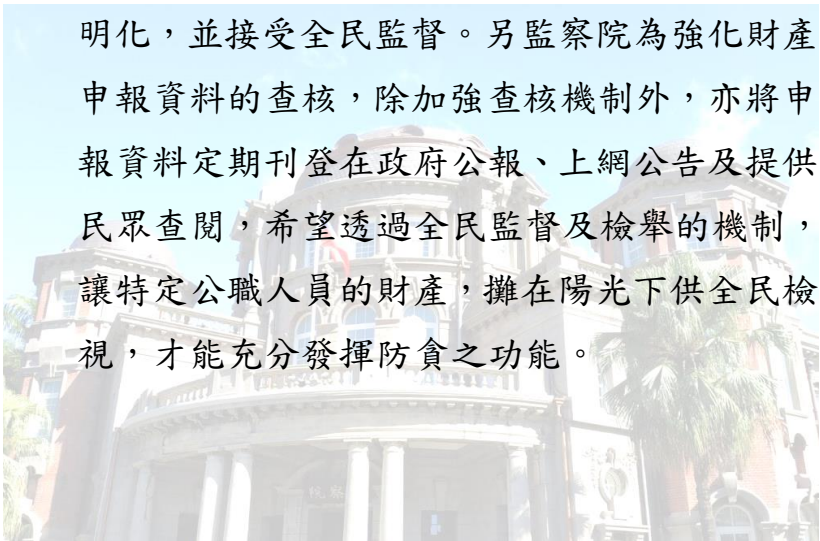 明化，並接受全民監督。另監察院為強化財產
申報資料的查核，除加強查核機制外，亦將申
報資料定期刊登在政府公報、上網公告及提供
民眾查閱，希望透過全民監督及檢舉的機制，
讓特定公職人員的財產，攤在陽光下供全民檢
視，才能充分發揮防貪之功能。